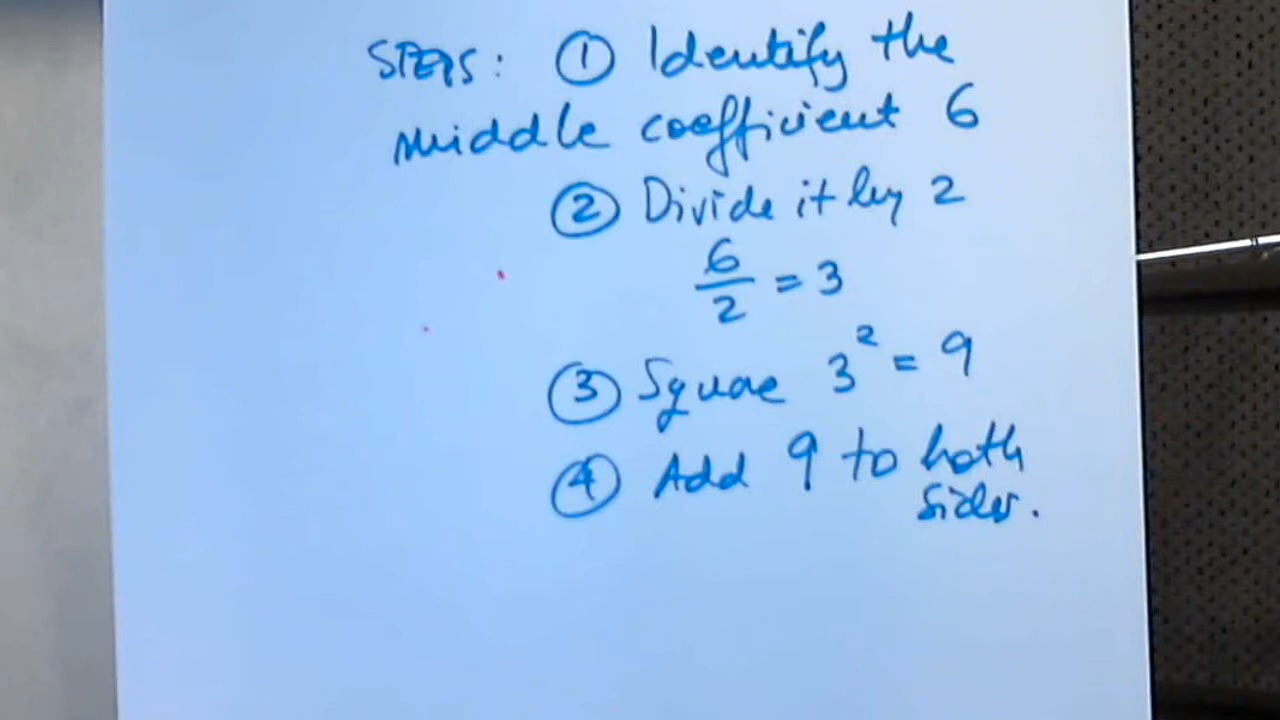 STEPS: ① Identify the
middle coefficient 6
② Divide it by 2
6/2 = 3
③ Square 3² = 9
④ Add 9 to both
sides.